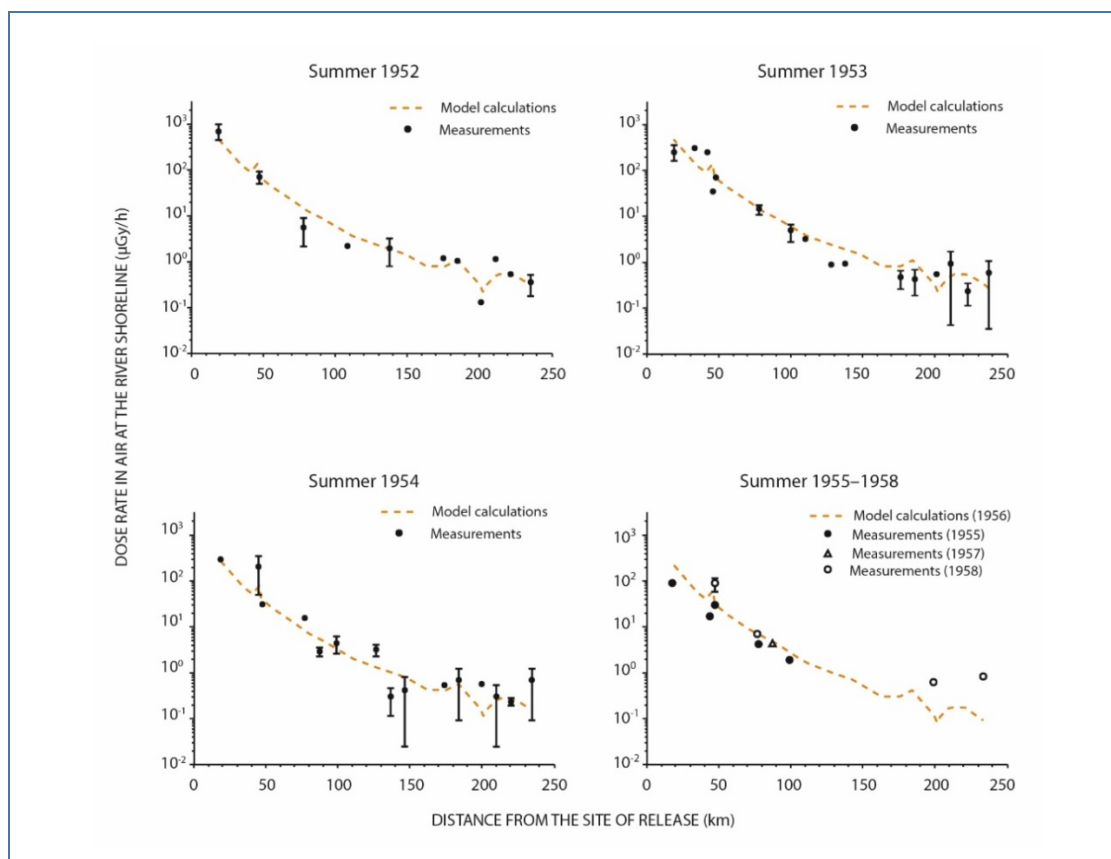 Summer 1952
Model calculations
Measurements
10³
10²
10¹
10⁰
10⁻¹
10⁻²
0 50 100 150 200 250
Summer 1953
Model calculations
Measurements
10³
10²
10¹
10⁰
10⁻¹
10⁻²
0 50 100 150 200 250
DOSE RATE IN AIR AT THE RIVER SHORELINE (µGy/h)
Summer 1954
Model calculations
Measurements
10³
10²
10¹
10⁰
10⁻¹
10⁻²
0 50 100 150 200 250
Summer 1955–1958
Model calculations (1956)
Measurements (1955)
Measurements (1957)
Measurements (1958)
10³
10²
10¹
10⁰
10⁻¹
10⁻²
0 50 100 150 200 250
DISTANCE FROM THE SITE OF RELEASE (km)